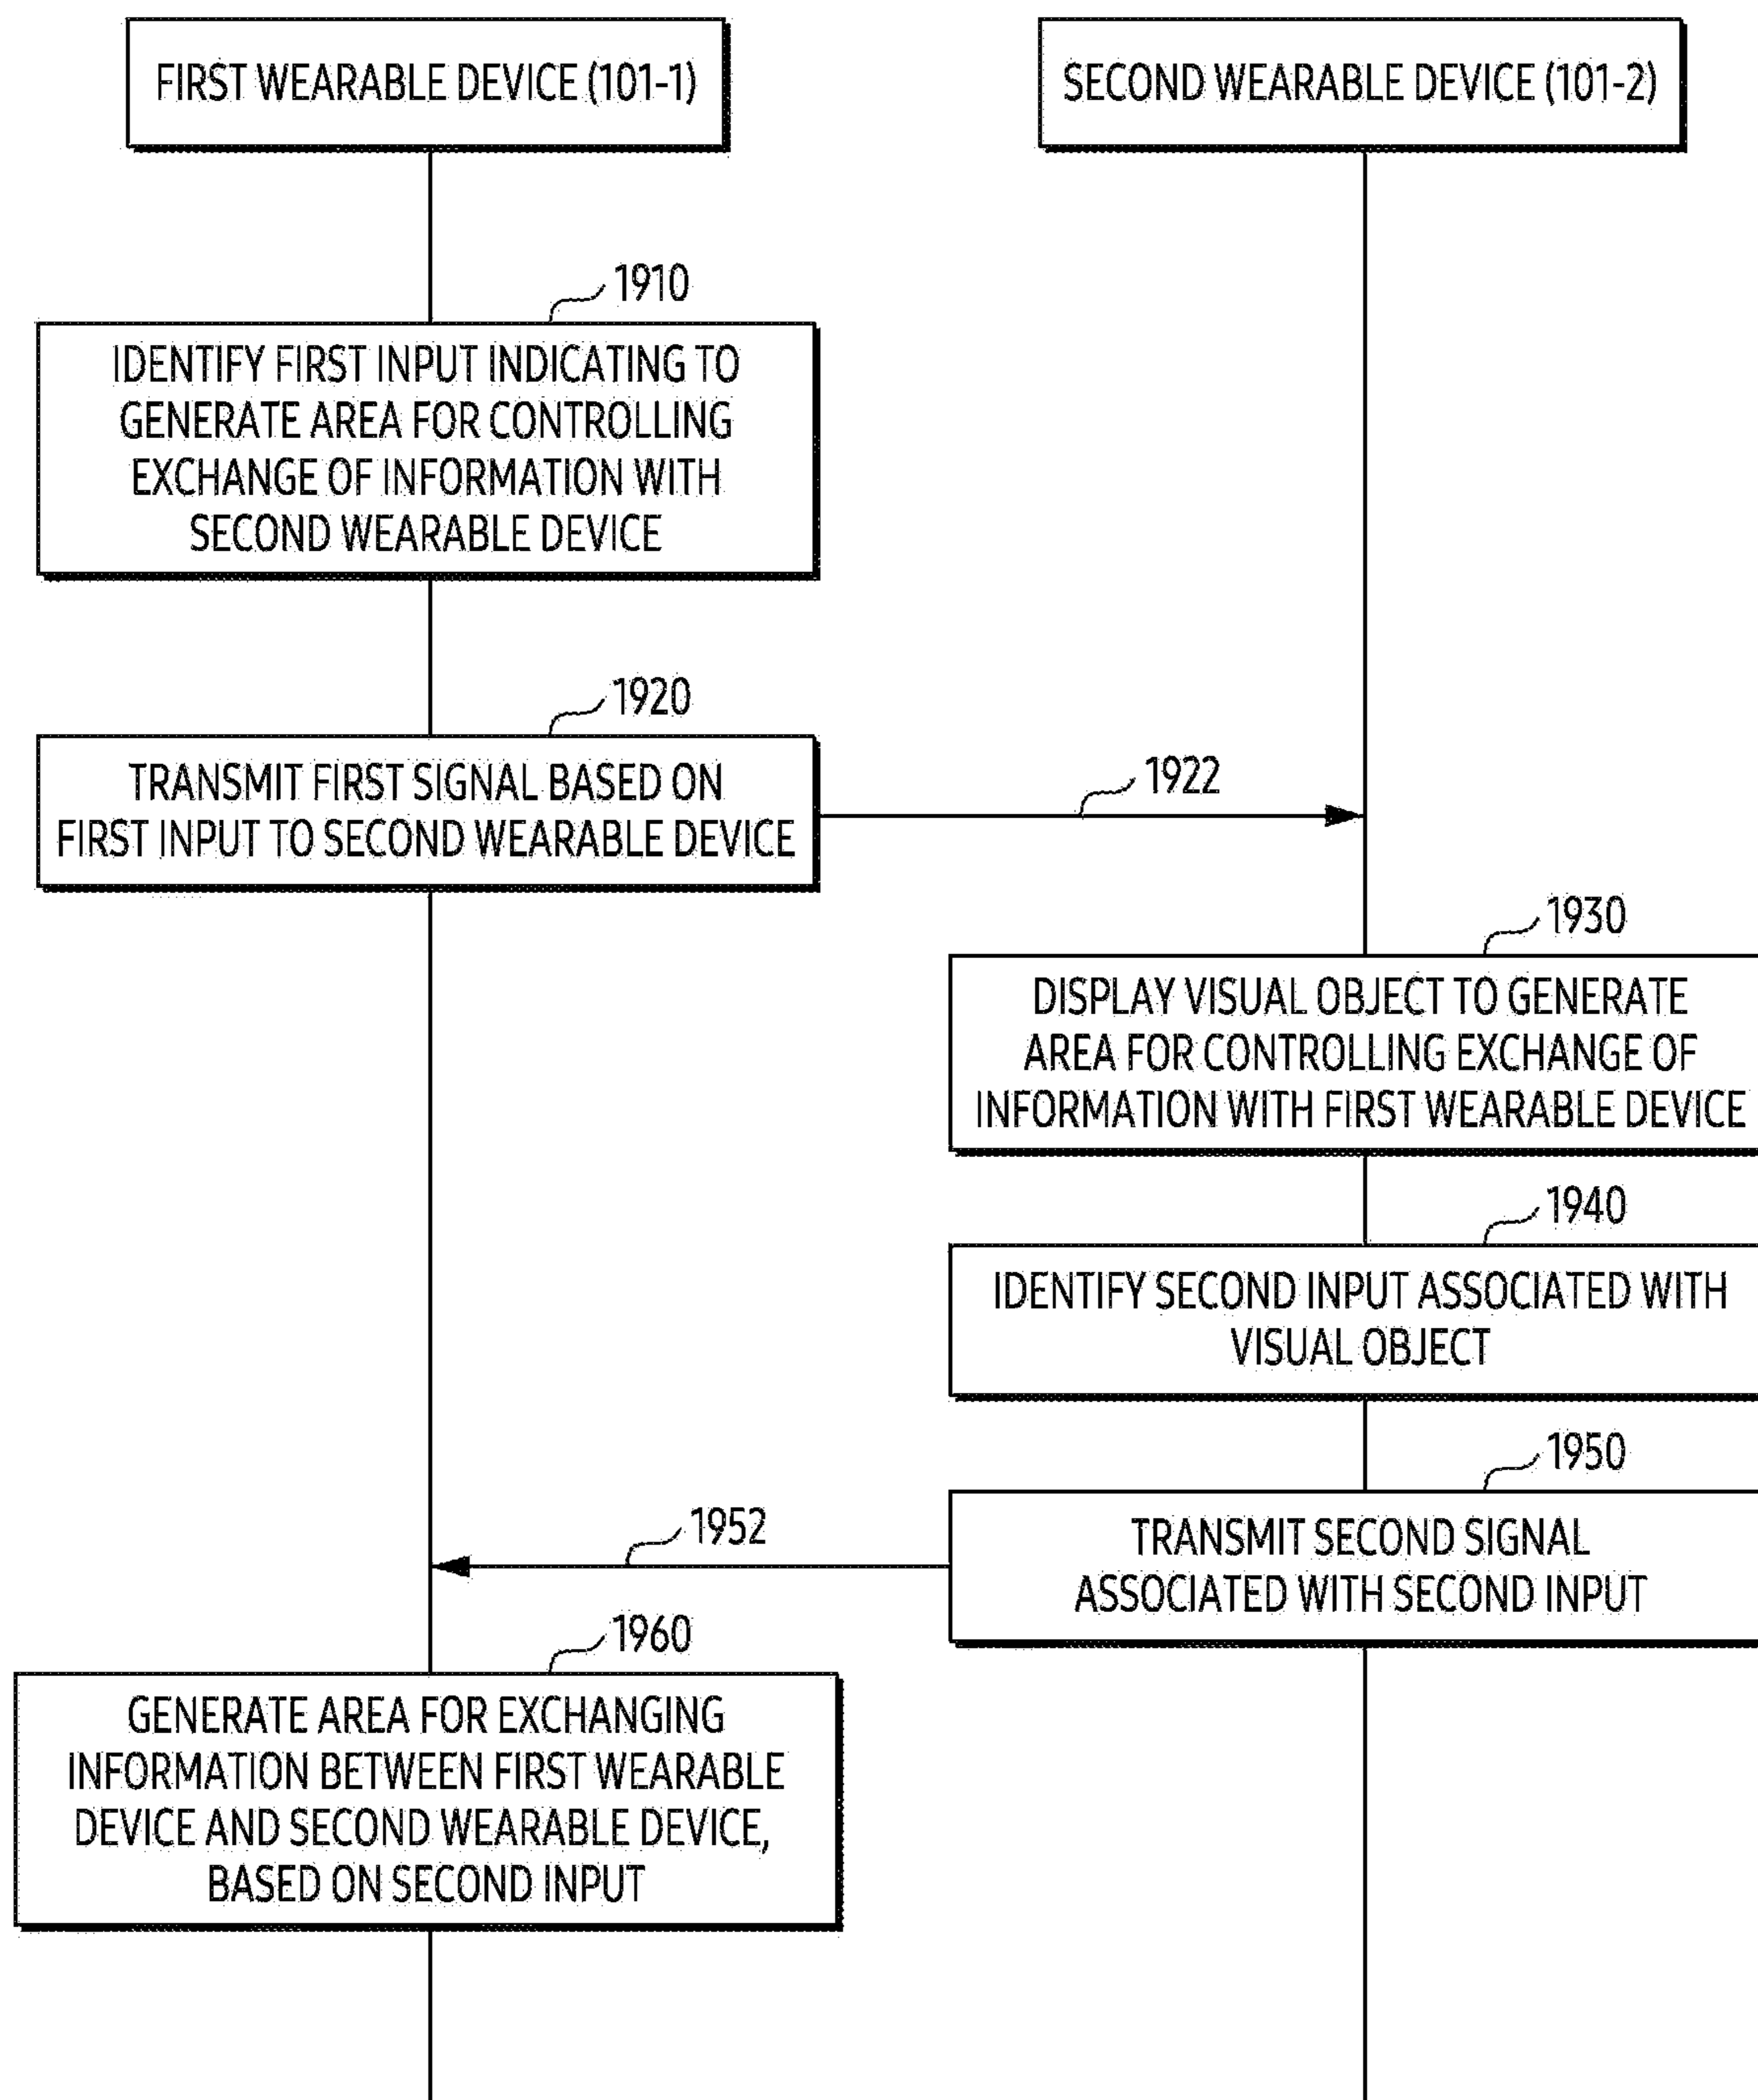 FIRST WEARABLE DEVICE (101-1)
SECOND WEARABLE DEVICE (101-2)
1910
IDENTIFY FIRST INPUT INDICATING TO
GENERATE AREA FOR CONTROLLING
EXCHANGE OF INFORMATION WITH
SECOND WEARABLE DEVICE
1920
TRANSMIT FIRST SIGNAL BASED ON
FIRST INPUT TO SECOND WEARABLE DEVICE
1922
1930
DISPLAY VISUAL OBJECT TO GENERATE
AREA FOR CONTROLLING EXCHANGE OF
INFORMATION WITH FIRST WEARABLE DEVICE
1940
IDENTIFY SECOND INPUT ASSOCIATED WITH
VISUAL OBJECT
1950
TRANSMIT SECOND SIGNAL
ASSOCIATED WITH SECOND INPUT
1952
1960
GENERATE AREA FOR EXCHANGING
INFORMATION BETWEEN FIRST WEARABLE
DEVICE AND SECOND WEARABLE DEVICE,
BASED ON SECOND INPUT